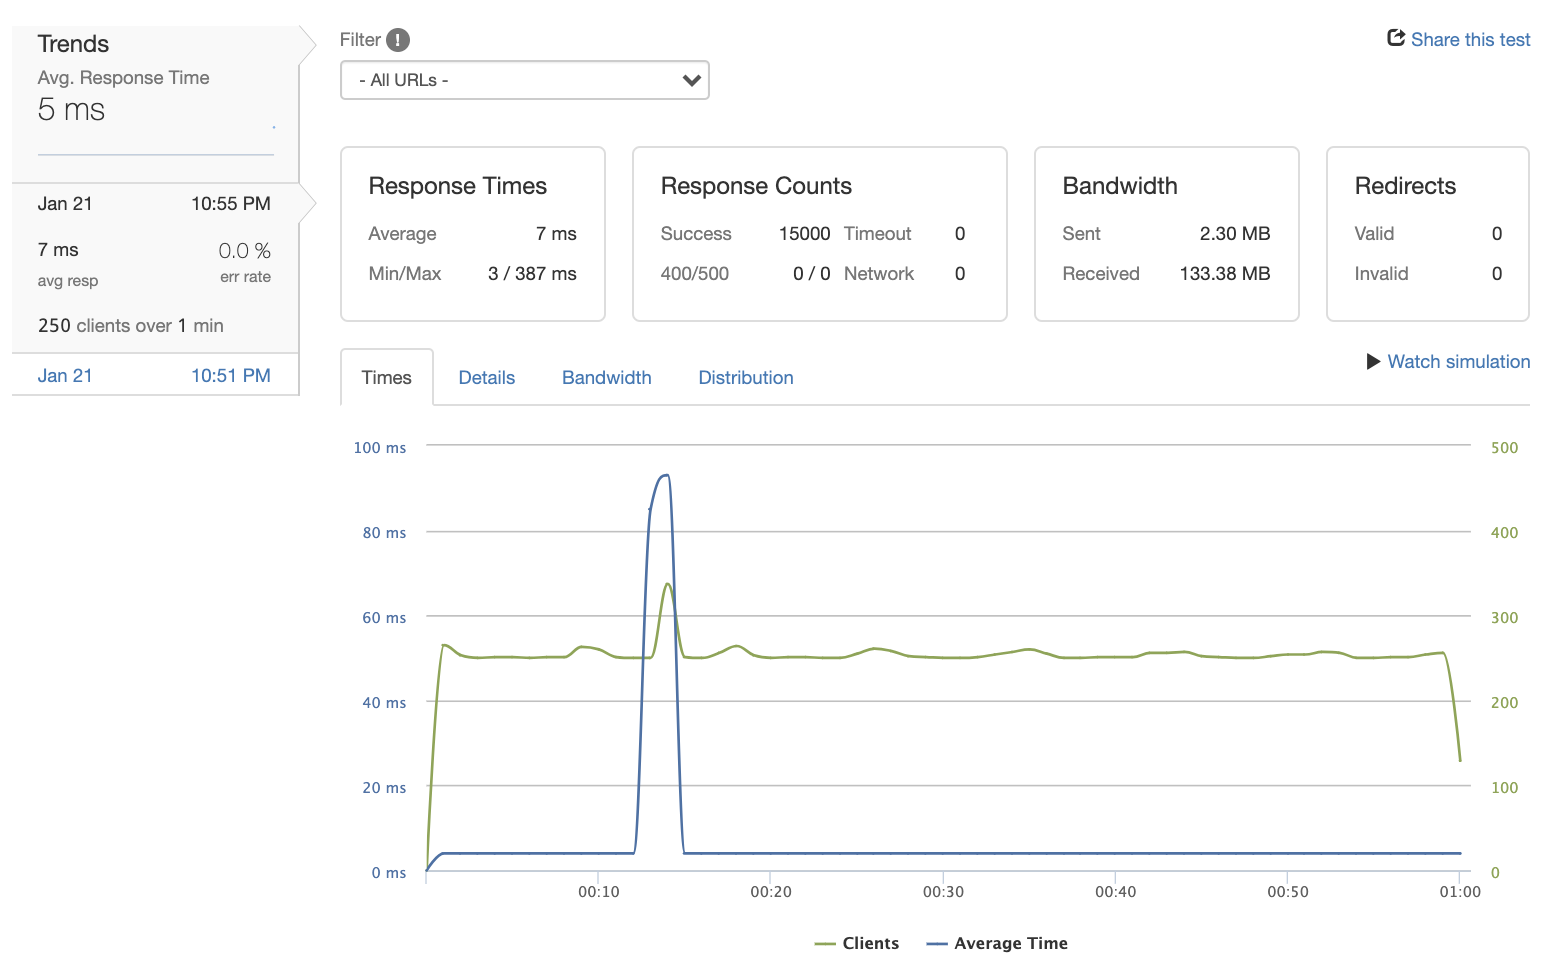 Trends
Avg. Response Time
5 ms
Jan 21 10:55 PM
7 ms 0.0 %
avg resp err rate
250 clients over 1 min
Jan 21 10:51 PM
Filter !
- All URLs -
Share this test
Response Times
Average 7 ms
Min/Max 3 / 387 ms
Response Counts
Success 15000 Timeout 0
400/500 0 / 0 Network 0
Bandwidth
Sent 2.30 MB
Received 133.38 MB
Redirects
Valid 0
Invalid 0
Times Details Bandwidth Distribution
Watch simulation
100 ms 500
80 ms 400
60 ms 300
40 ms 200
20 ms 100
0 ms 0
00:10 00:20 00:30 00:40 00:50 01:00
Clients Average Time